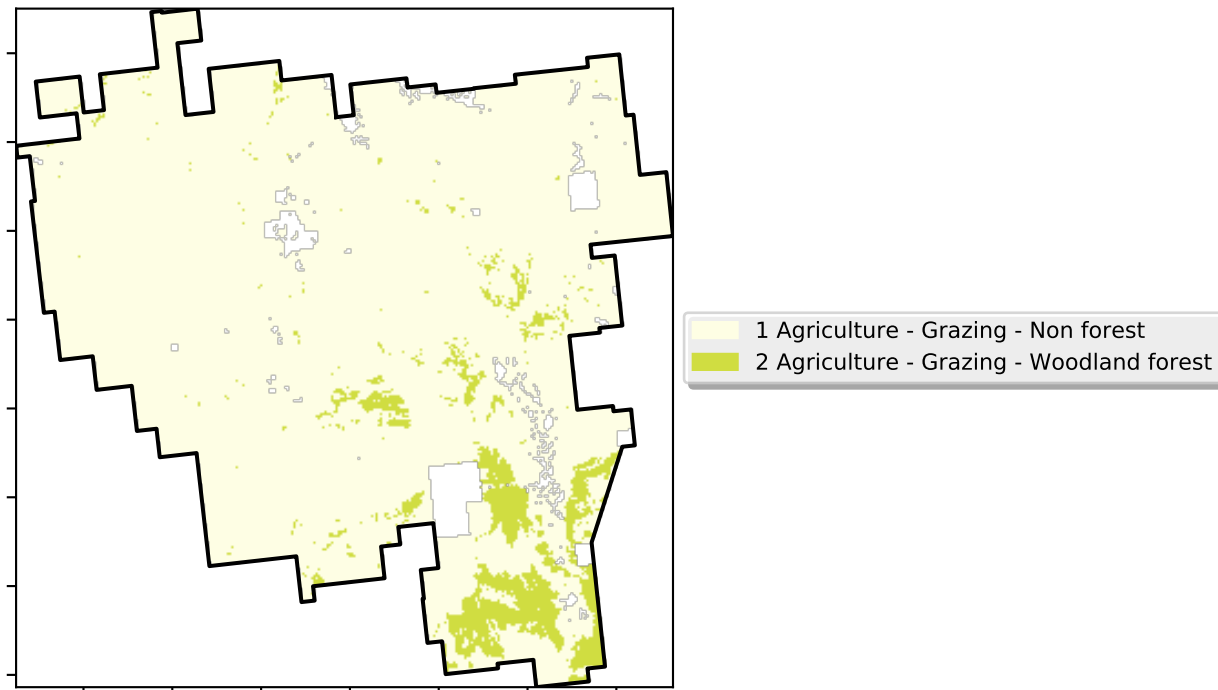 1 Agriculture - Grazing - Non forest
2 Agriculture - Grazing - Woodland forest